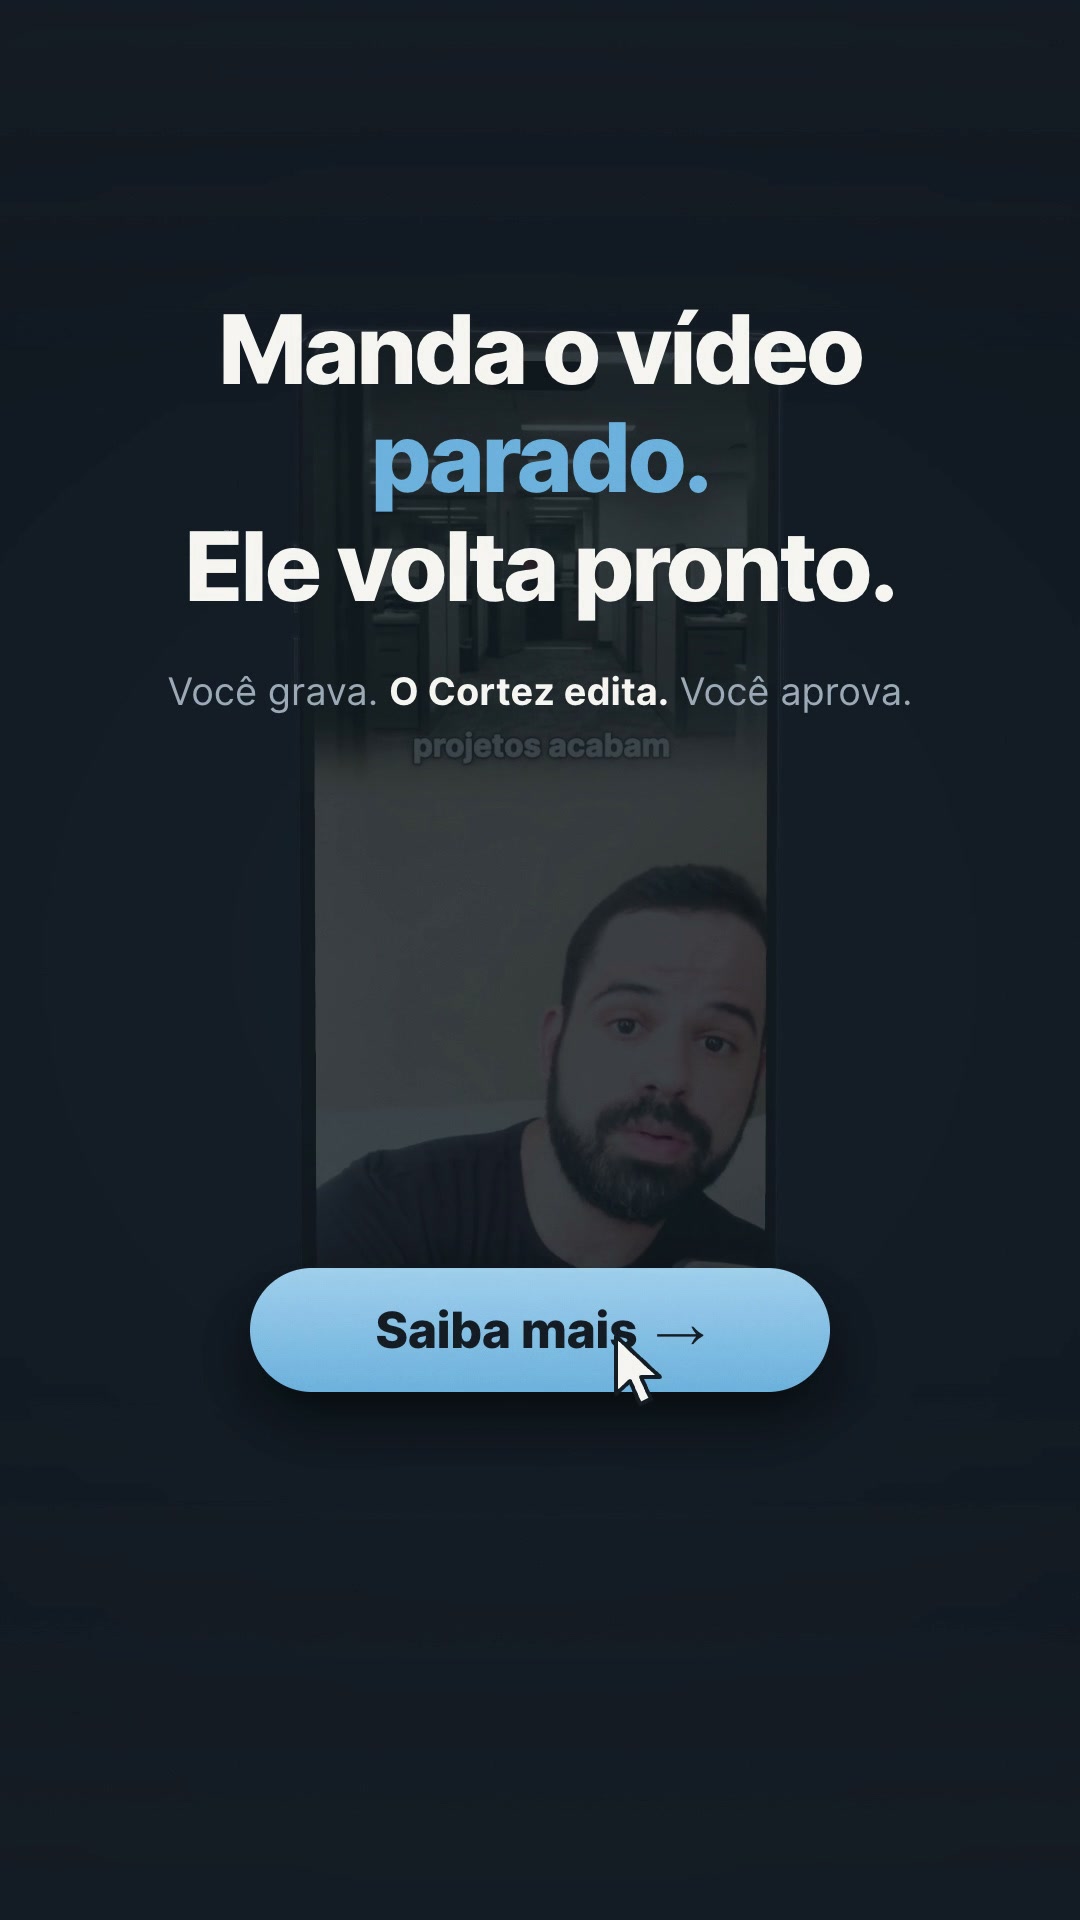 Manda o vídeo
parado.
Ele volta pronto.
Você grava. O Cortez edita. Você aprova.
projetos acabam
Saiba mais →